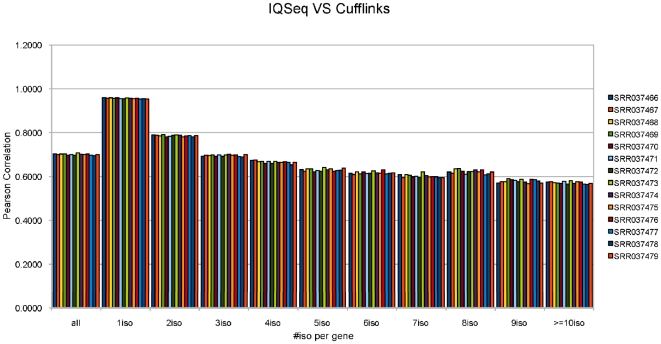 IQSeq VS Cufflinks
1.2000
1.0000
0.8000
0.6000
0.4000
0.2000
0.0000
Pearson Correlation
all 1iso 2iso 3iso 4iso 5iso 6iso 7iso 8iso 9iso >=10iso
#iso per gene
SRR037466
SRR037467
SRR037468
SRR037469
SRR037470
SRR037471
SRR037472
SRR037473
SRR037474
SRR037475
SRR037476
SRR037477
SRR037478
SRR037479